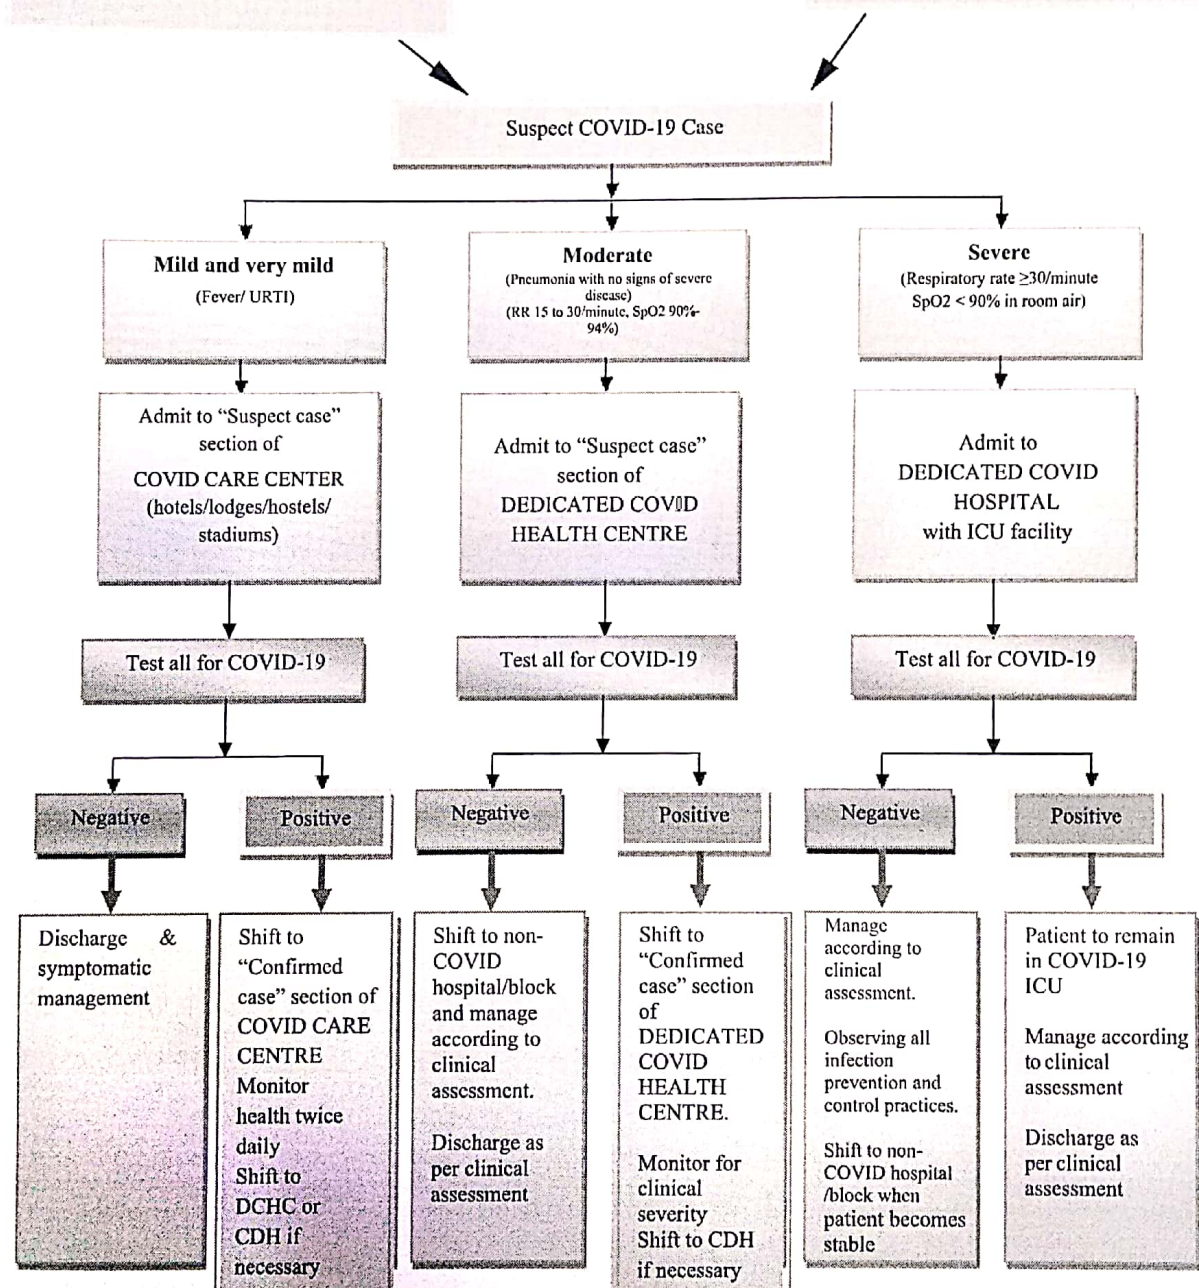 Suspect COVID-19 Case
Mild and very mild
(Fever/ URTI)
Moderate
(Pneumonia with no signs of severe
disease)
(RR 15 to 30/minute, SpO2 90%-
94%)
Severe
(Respiratory rate ≥30/minute
SpO2 < 90% in room air)
Admit to “Suspect case”
section of
COVID CARE CENTER
(hotels/lodges/hostels/
stadiums)
Admit to “Suspect case”
section of
DEDICATED COVID
HEALTH CENTRE
Admit to
DEDICATED COVID
HOSPITAL
with ICU facility
Test all for COVID-19
Test all for COVID-19
Test all for COVID-19
Negative
Positive
Negative
Positive
Negative
Positive
Discharge &
symptomatic
management
Shift to
“Confirmed
case” section of
COVID CARE
CENTRE
Monitor
health twice
daily
Shift to
DCHC or
CDH if
necessary
Shift to non-
COVID
hospital/block
and manage
according to
clinical
assessment.
Discharge as
per clinical
assessment
Shift to
“Confirmed
case” section
of
DEDICATED
COVID
HEALTH
CENTRE.
Monitor for
clinical
severity
Shift to CDH
if necessary
Manage
according to
clinical
assessment.
Observing all
infection
prevention and
control practices.
Shift to non-
COVID hospital
/block when
patient becomes
stable
Patient to remain
in COVID-19
ICU
Manage according
to clinical
assessment
Discharge as
per clinical
assessment